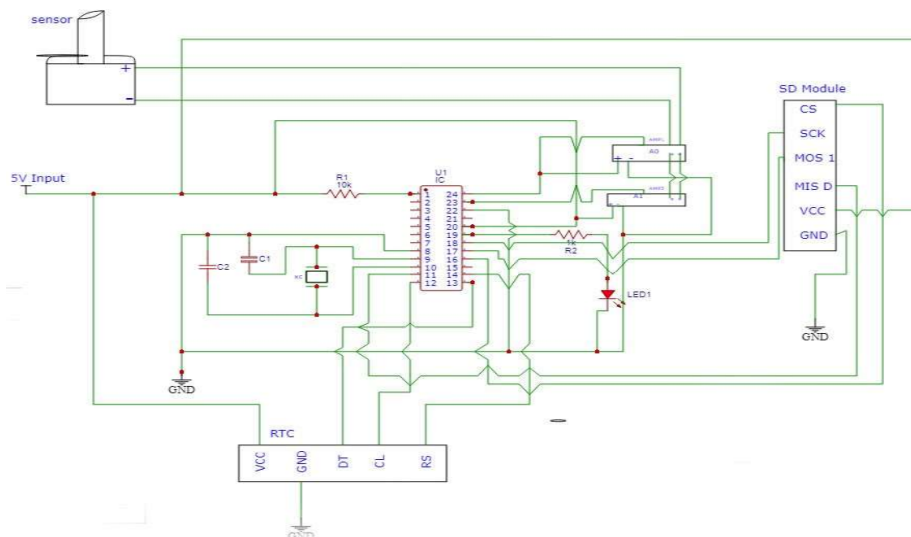 sensor
+
-
SD Module
CS
SCK
MOS 1
MIS D
VCC
GND
A0
+ -
A1
5V Input
R1
10k
U1
IC
1 24
2 23
3 22
4 21
5 20
6 19
7 18
8 17
9 16
10 15
11 14
12 13
1k
R2
C2
C1
LED1
GND
GND
RTC
VCC
GND
DT
CL
RS
GND